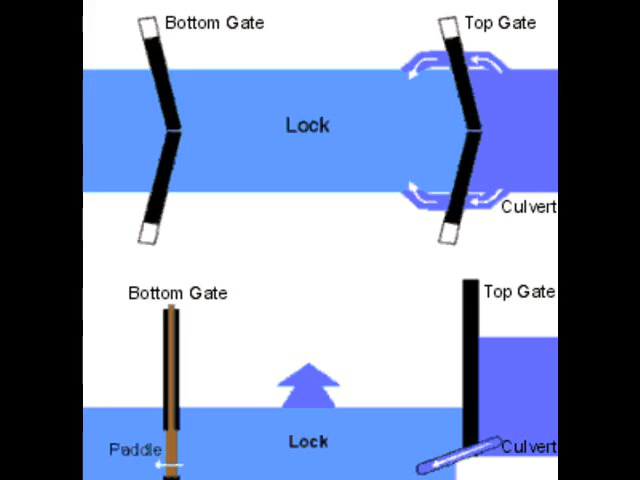 Bottom Gate
Top Gate
Lock
Culvert
Bottom Gate
Top Gate
Lock
Paddle
Culvert